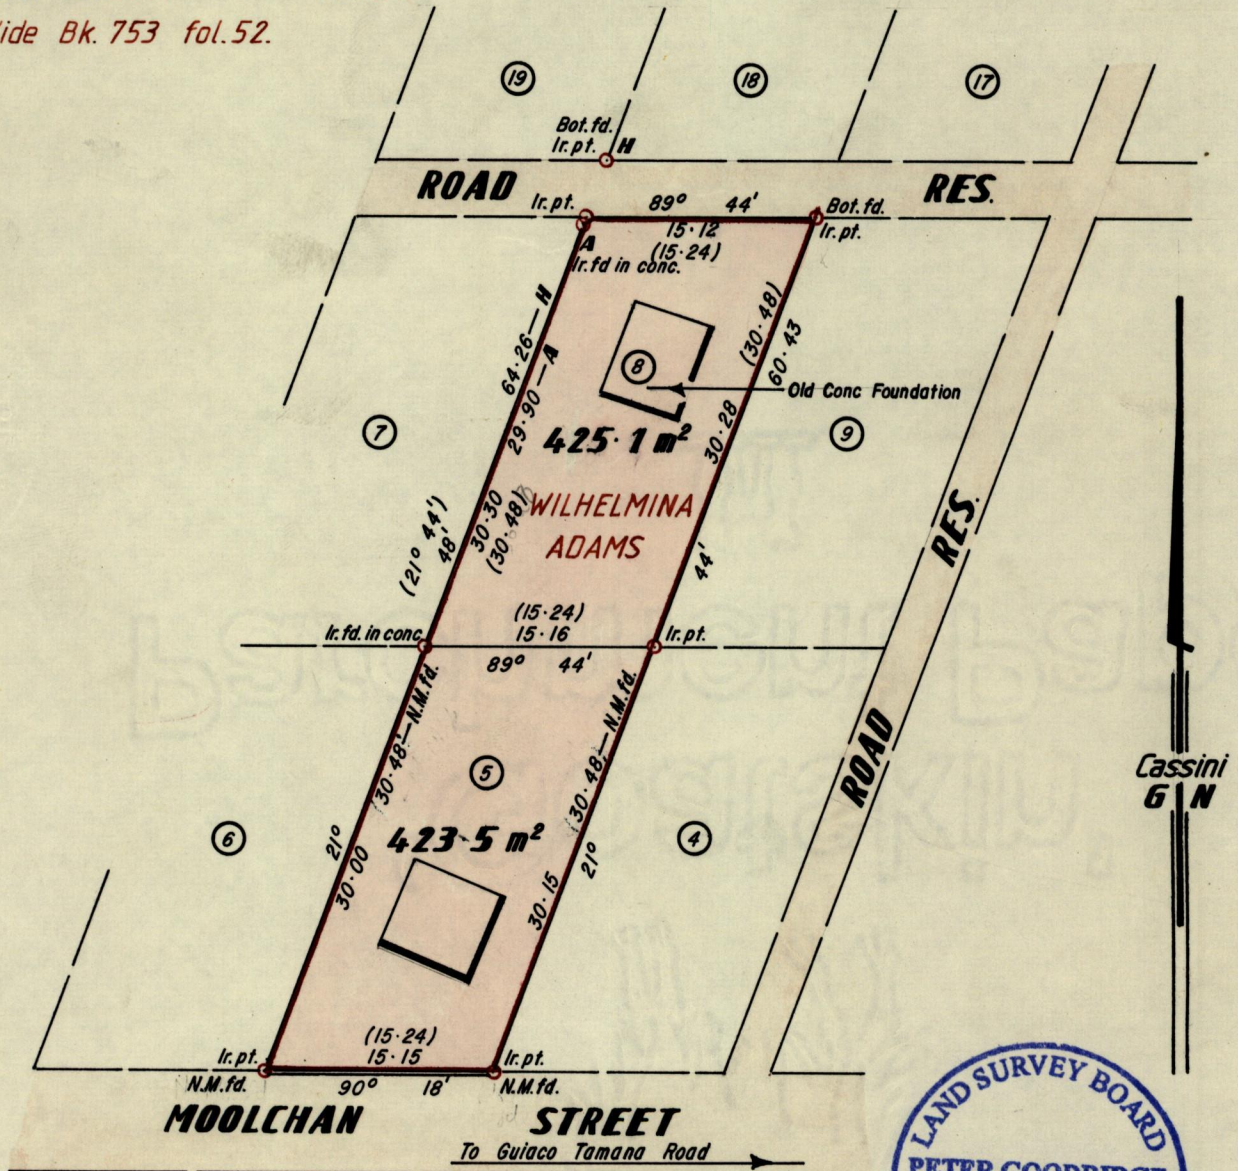 Bk. 753 fol. 52.
19
18
17
Bot. fd.
Ir. pt. H
ROAD RES.
Ir. pt. 89° 44' Bot. fd.
15·12 Ir. pt.
A (15·24)
Ir. fd in conc.
64·26 — H
29·90 — A
(30·48)
60·43
8
Old Conc Foundation
7
425·1 m²
9
30·28
30·30
(30·48)
WILHELMINA
ADAMS
(21° 44')
48'
44'
RES.
ROAD
(15·24)
Ir. fd. in conc. 15·16 Ir. pt.
89° 44'
N.M. fd.
N.M. fd.
(30·48)
(30·48)
5
Cassini
G N
6
423·5 m²
4
21°
30·00
21°
30·15
(15·24)
Ir. pt. 15·15 Ir. pt.
N.M. fd. 90° 18' N.M. fd.
MOOLCHAN STREET
To Guiaco Tamana Road
LAND SURVEY BOARD
PETER GOODRIDGE